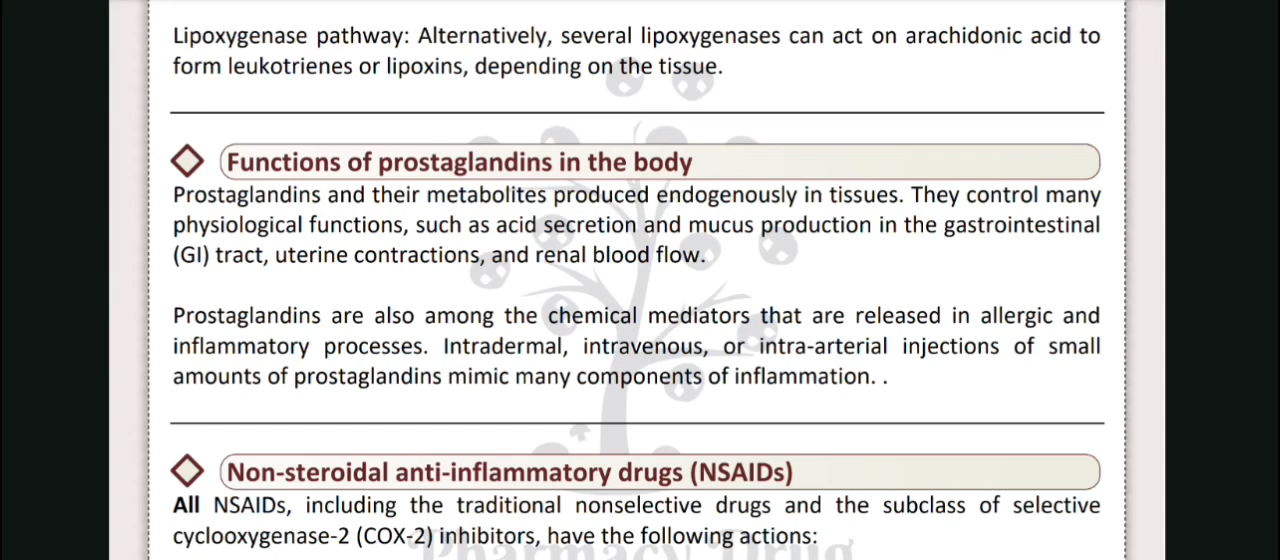 Lipoxygenase pathway: Alternatively, several lipoxygenases can act on arachidonic acid to
form leukotrienes or lipoxins, depending on the tissue.
Functions of prostaglandins in the body
Prostaglandins and their metabolites produced endogenously in tissues. They control many
physiological functions, such as acid secretion and mucus production in the gastrointestinal
(GI) tract, uterine contractions, and renal blood flow.
Prostaglandins are also among the chemical mediators that are released in allergic and
inflammatory processes. Intradermal, intravenous, or intra-arterial injections of small
amounts of prostaglandins mimic many components of inflammation. .
Non-steroidal anti-inflammatory drugs (NSAIDs)
All NSAIDs, including the traditional nonselective drugs and the subclass of selective
cyclooxygenase-2 (COX-2) inhibitors, have the following actions:
Pharmacy Drug